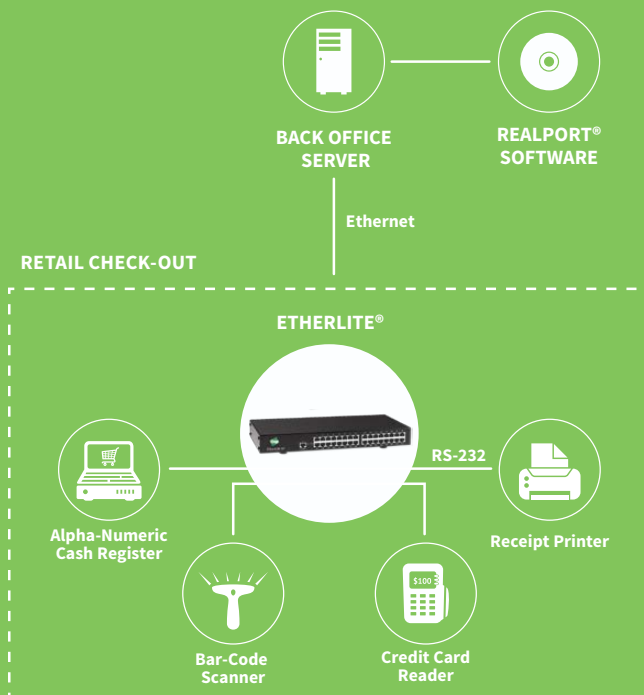 BACK OFFICE
SERVER
REALPORT®
SOFTWARE
Ethernet
RETAIL CHECK-OUT
ETHERLITE®
RS-232
Alpha-Numeric
Cash Register
Receipt Printer
$100
Bar-Code
Scanner
Credit Card
Reader